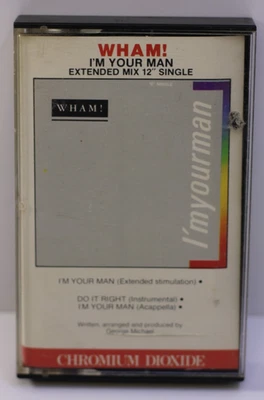 WHAM!
I'M YOUR MAN
EXTENDED MIX 12" SINGLE
WHAM!
I'myourman
I'M YOUR MAN (Extended stimulation) •
DO IT RIGHT (Instrumental) •
I'M YOUR MAN (Acappella) •
Written, arranged and produced by
George Michael
CHROMIUM DIOXIDE